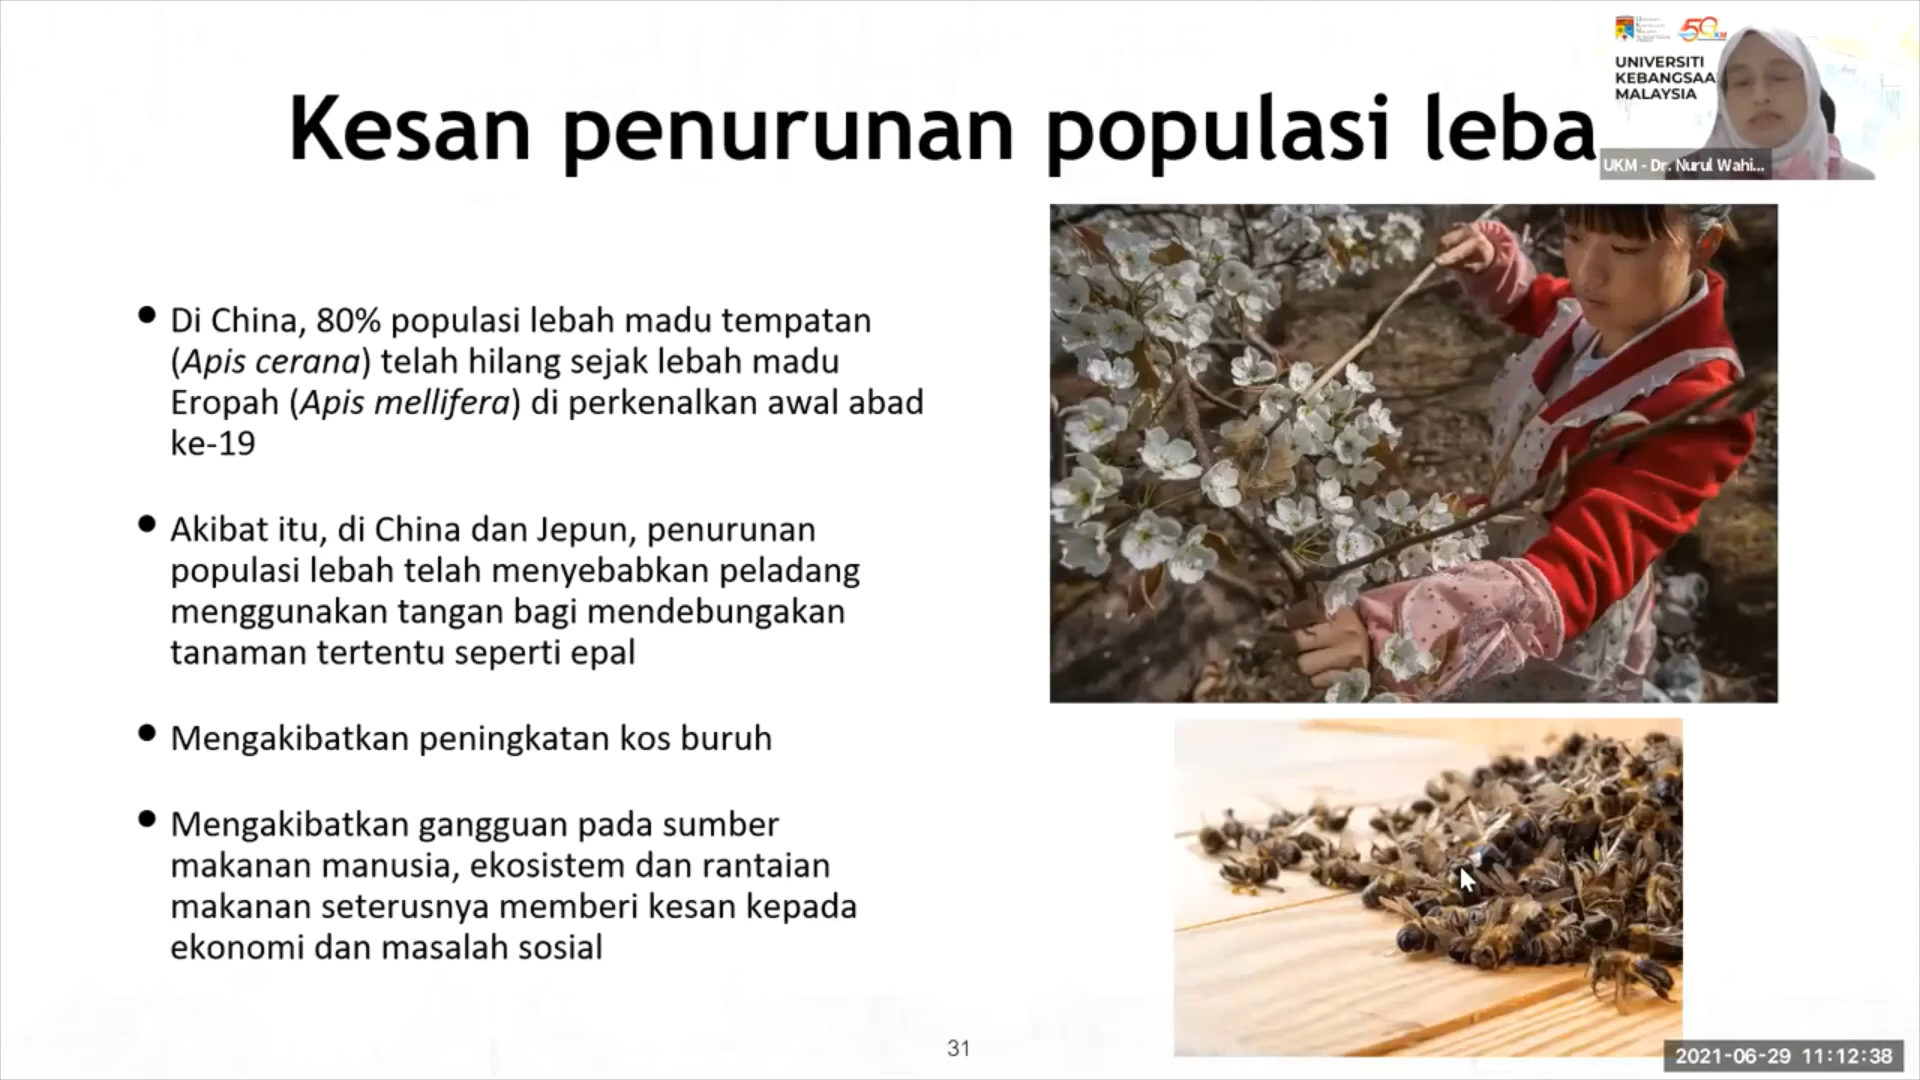 Kesan penurunan populasi leba
UNIVERSITI
KEBANGSAA
MALAYSIA
UKM - Dr. Nurul Wahi...
• Di China, 80% populasi lebah madu tempatan
(Apis cerana) telah hilang sejak lebah madu
Eropah (Apis mellifera) di perkenalkan awal abad
ke-19
• Akibat itu, di China dan Jepun, penurunan
populasi lebah telah menyebabkan peladang
menggunakan tangan bagi mendebungakan
tanaman tertentu seperti epal
• Mengakibatkan peningkatan kos buruh
• Mengakibatkan gangguan pada sumber
makanan manusia, ekosistem dan rantaian
makanan seterusnya memberi kesan kepada
ekonomi dan masalah sosial
31
2021-06-29 11:12:38